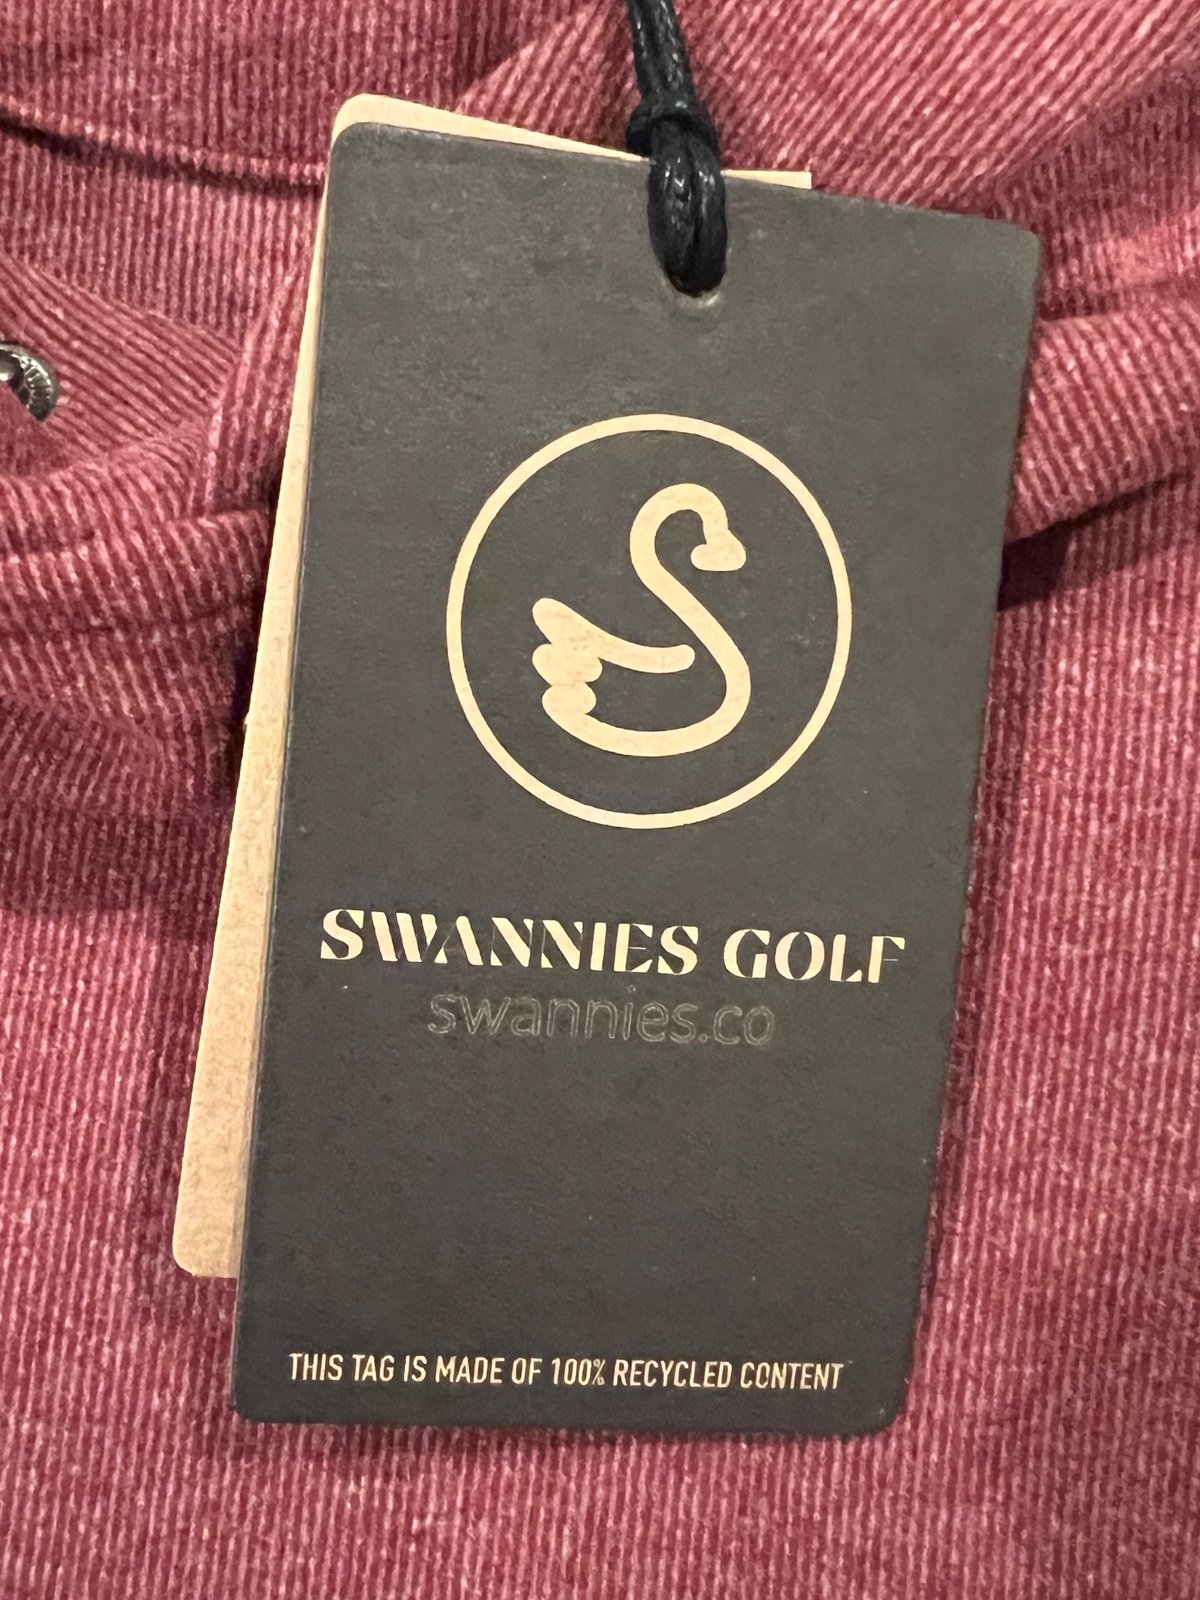 SWANNIES GOLF
swannies.co
THIS TAG IS MADE OF 100% RECYCLED CONTENT